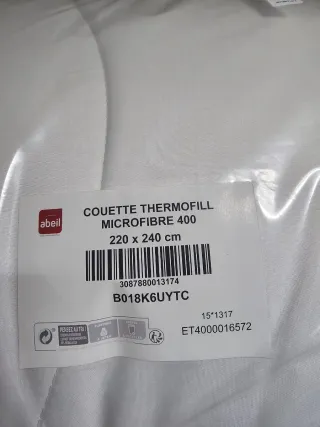 abeil
COUETTE THERMOFILL
MICROFIBRE 400
220 x 240 cm
3087880013174
B018K6UYTC
15*1317
ET4000016572